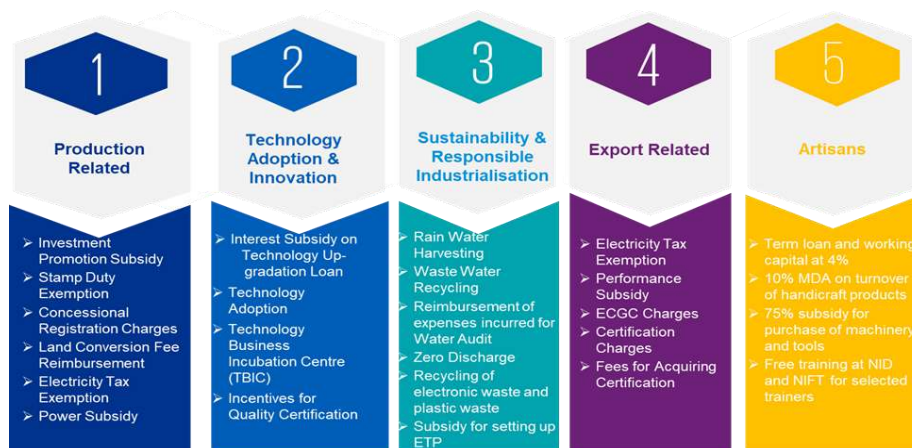 1
Production
Related
➢ Investment
Promotion Subsidy
➢ Stamp Duty
Exemption
➢ Concessional
Registration Charges
➢ Land Conversion Fee
Reimbursement
➢ Electricity Tax
Exemption
➢ Power Subsidy
2
Technology
Adoption &
Innovation
➢ Interest Subsidy on
Technology Up-
gradation Loan
➢ Technology
Adoption
➢ Technology
Business
Incubation Centre
(TBIC)
➢ Incentives for
Quality Certification
3
Sustainability &
Responsible
Industrialisation
➢ Rain Water
Harvesting
➢ Waste Water
Recycling
➢ Reimbursement of
expenses incurred for
Water Audit
➢ Zero Discharge
➢ Recycling of
electronic waste and
plastic waste
➢ Subsidy for setting up
ETP
4
Export Related
➢ Electricity Tax
Exemption
➢ Performance
Subsidy
➢ ECGC Charges
➢ Certification
Charges
➢ Fees for Acquiring
Certification
5
Artisans
➢ Term loan and working
capital at 4%
➢ 10% MDA on turnover
of handicraft products
➢ 75% subsidy for
purchase of machinery
and tools
➢ Free training at NID
and NIFT for selected
trainers